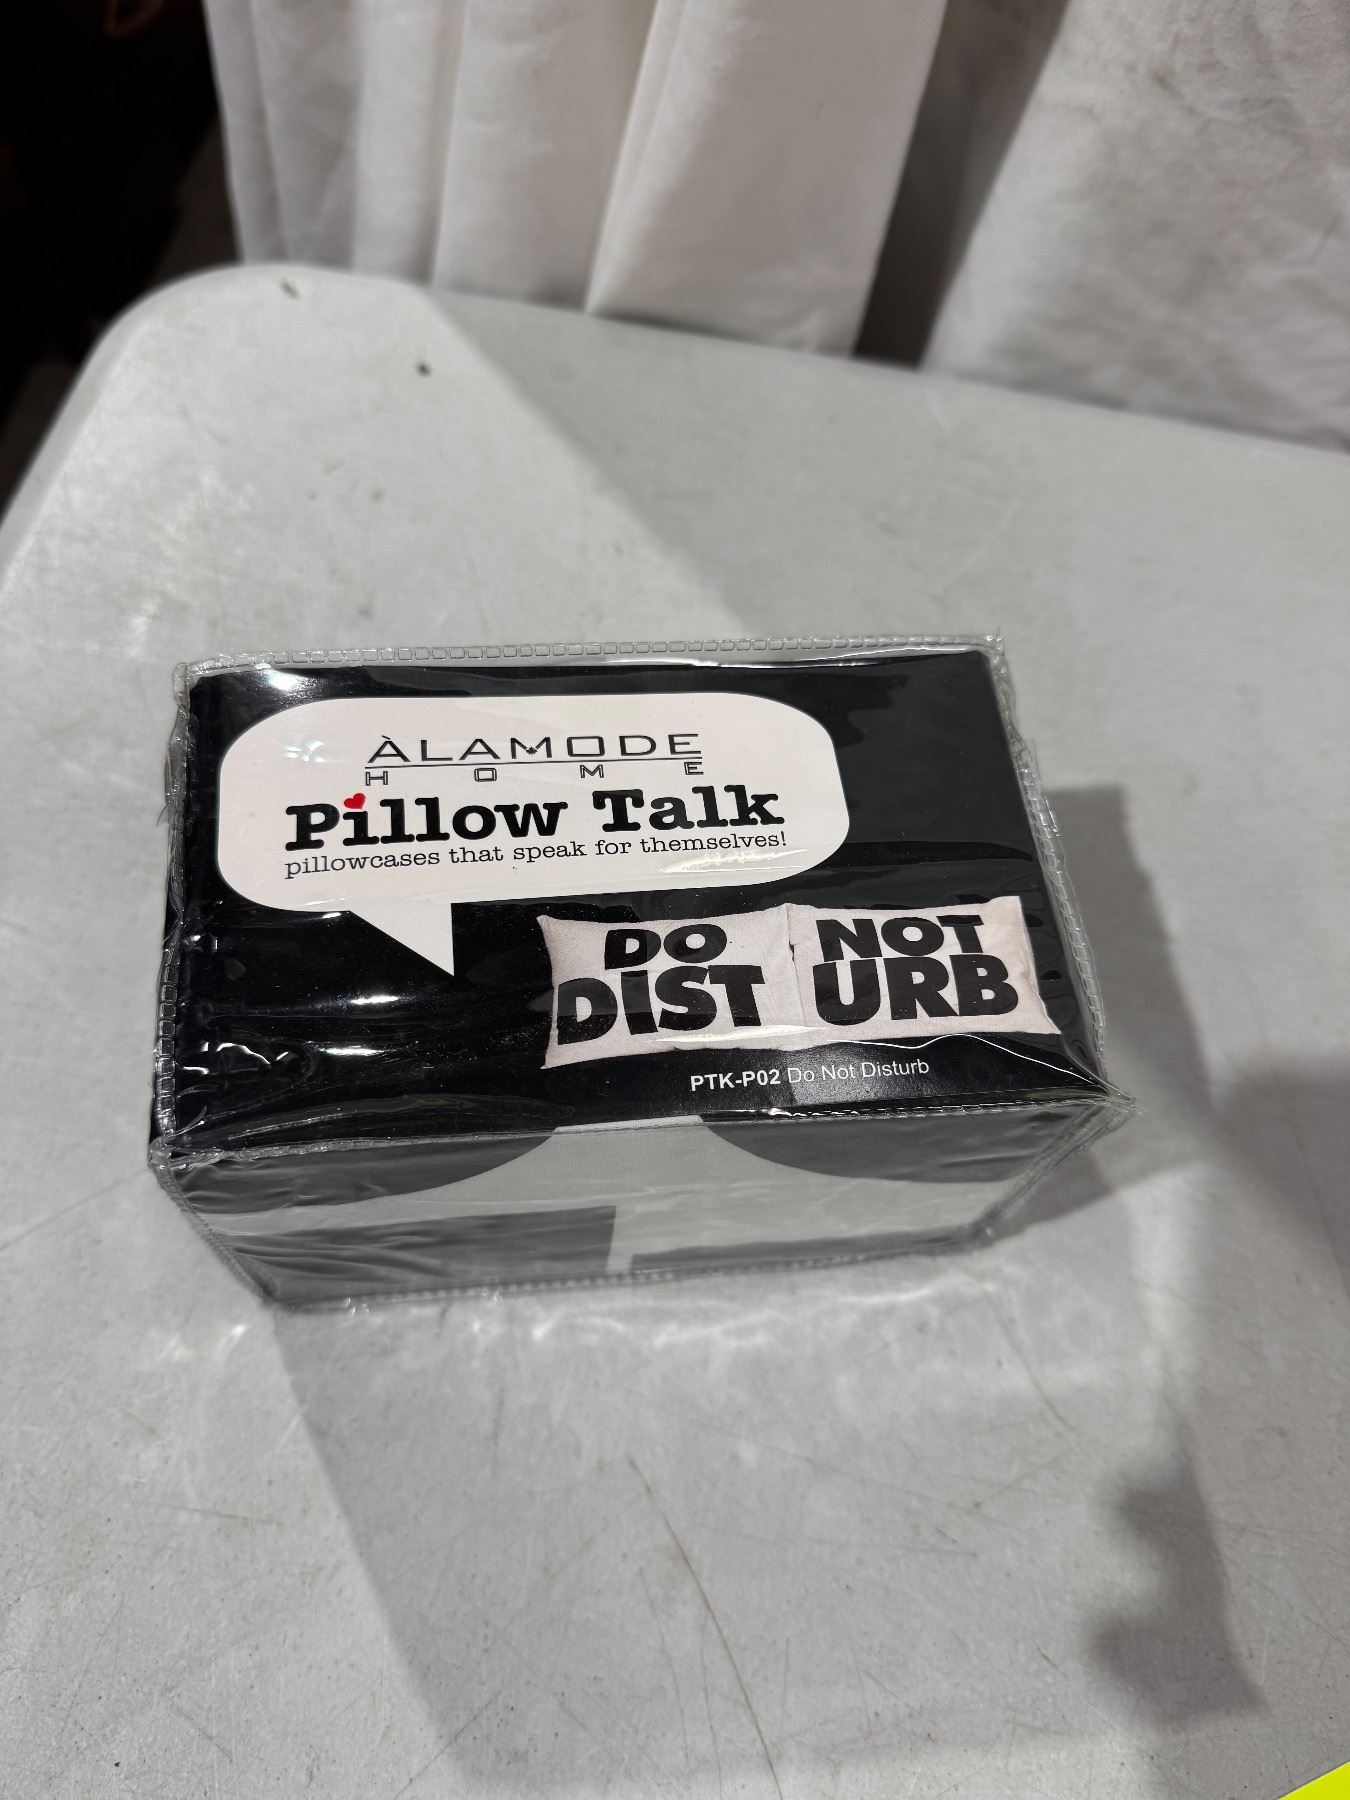 ÀLAMODE
HOME
Pillow Talk
pillowcases that speak for themselves!
DO NOT
DIST URB
PTK-P02 Do Not Disturb